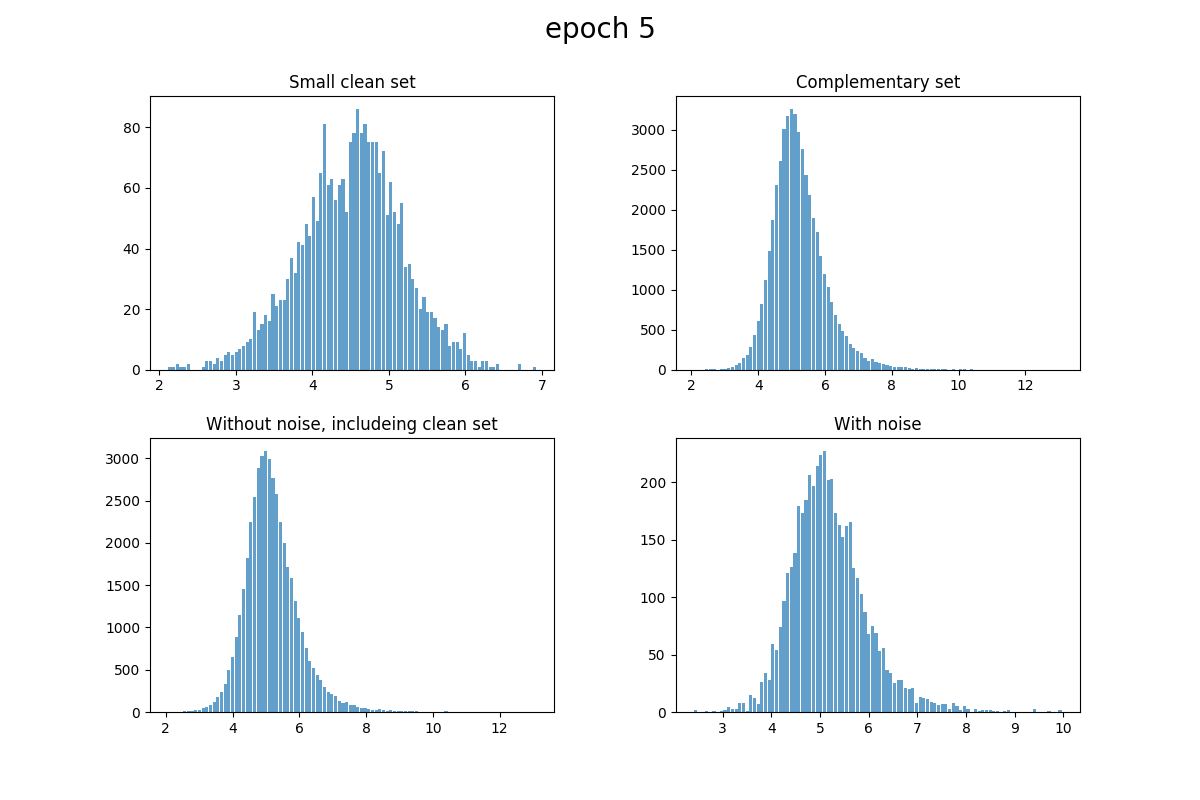 epoch 5
Small clean set
80
60
40
20
0
2 3 4 5 6 7
Complementary set
3000
2500
2000
1500
1000
500
0
2 4 6 8 10 12
Without noise, includeing clean set
3000
2500
2000
1500
1000
500
0
2 4 6 8 10 12
With noise
200
150
100
50
0
3 4 5 6 7 8 9 10